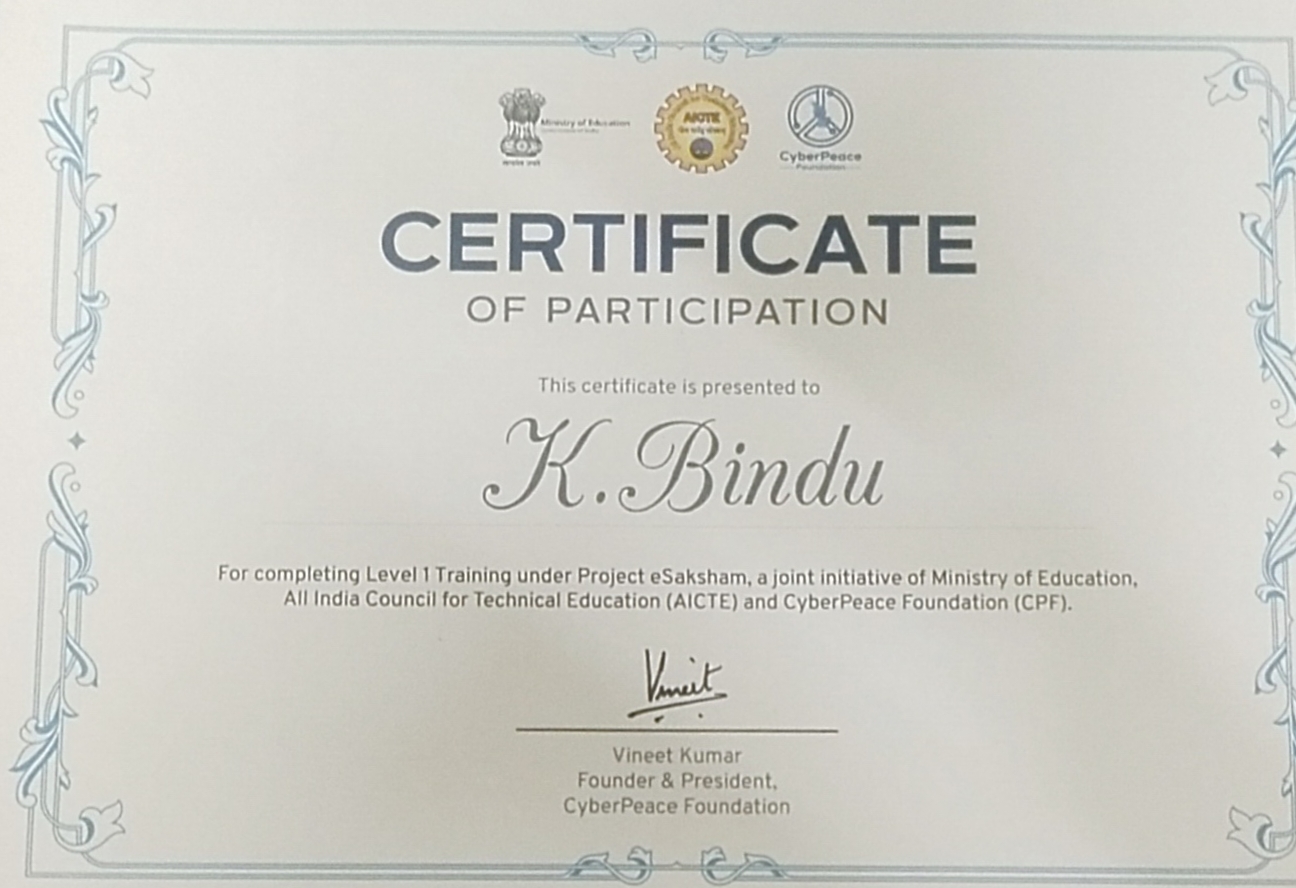 Ministry of Education
AICTE
CyberPeace
Foundation
CERTIFICATE
OF PARTICIPATION
This certificate is presented to
K. Bindu
For completing Level 1 Training under Project eSaksham, a joint initiative of Ministry of Education,
All India Council for Technical Education (AICTE) and CyberPeace Foundation (CPF).
Vineet
Vineet Kumar
Founder & President,
CyberPeace Foundation